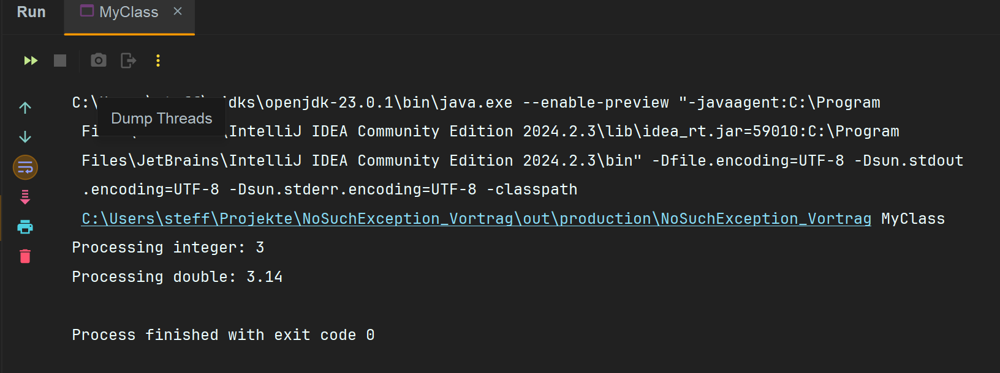 Run
MyClass
C:\ dks\openjdk-23.0.1\bin\java.exe --enable-preview "-javaagent:C:\Program
Dump Threads
\IntelliJ IDEA Community Edition 2024.2.3\lib\idea_rt.jar=59010:C:\Program
Files\JetBrains\IntelliJ IDEA Community Edition 2024.2.3\bin" -Dfile.encoding=UTF-8 -Dsun.stdout
.encoding=UTF-8 -Dsun.stderr.encoding=UTF-8 -classpath
C:\Users\steff\Projekte\NoSuchException_Vortrag\out\production\NoSuchException_Vortrag MyClass
Processing integer: 3
Processing double: 3.14
Process finished with exit code 0